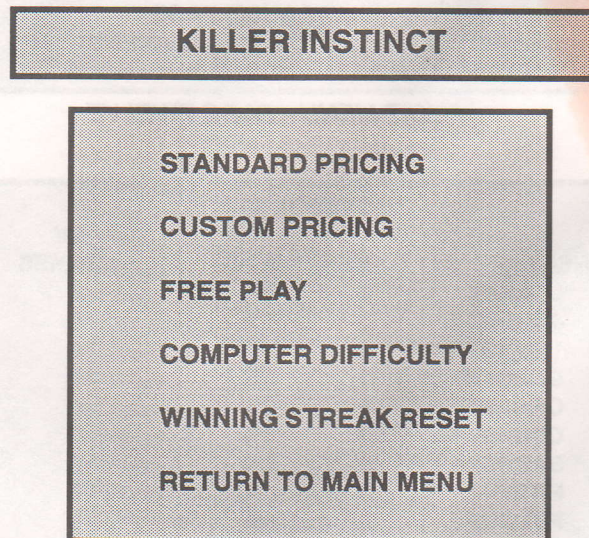 KILLER INSTINCT
STANDARD PRICING
CUSTOM PRICING
FREE PLAY
COMPUTER DIFFICULTY
WINNING STREAK RESET
RETURN TO MAIN MENU